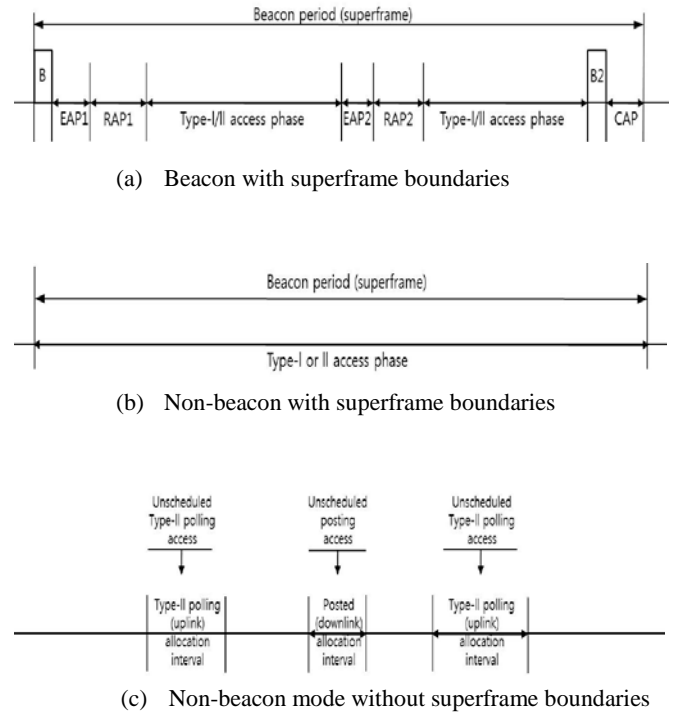 Beacon period (superframe)
B
B2
EAP1
RAP1
Type-I/II access phase
EAP2
RAP2
Type-I/II access phase
CAP
(a) Beacon with superframe boundaries
Beacon period (superframe)
Type-I or II access phase
(b) Non-beacon with superframe boundaries
Unscheduled
Type-II polling
access
Unscheduled
posting
access
Unscheduled
Type-II polling
access
Type-II polling
(uplink)
allocation
interval
Posted
(downlink)
allocation
interval
Type-II polling
(uplink)
allocation
interval
(c) Non-beacon mode without superframe boundaries